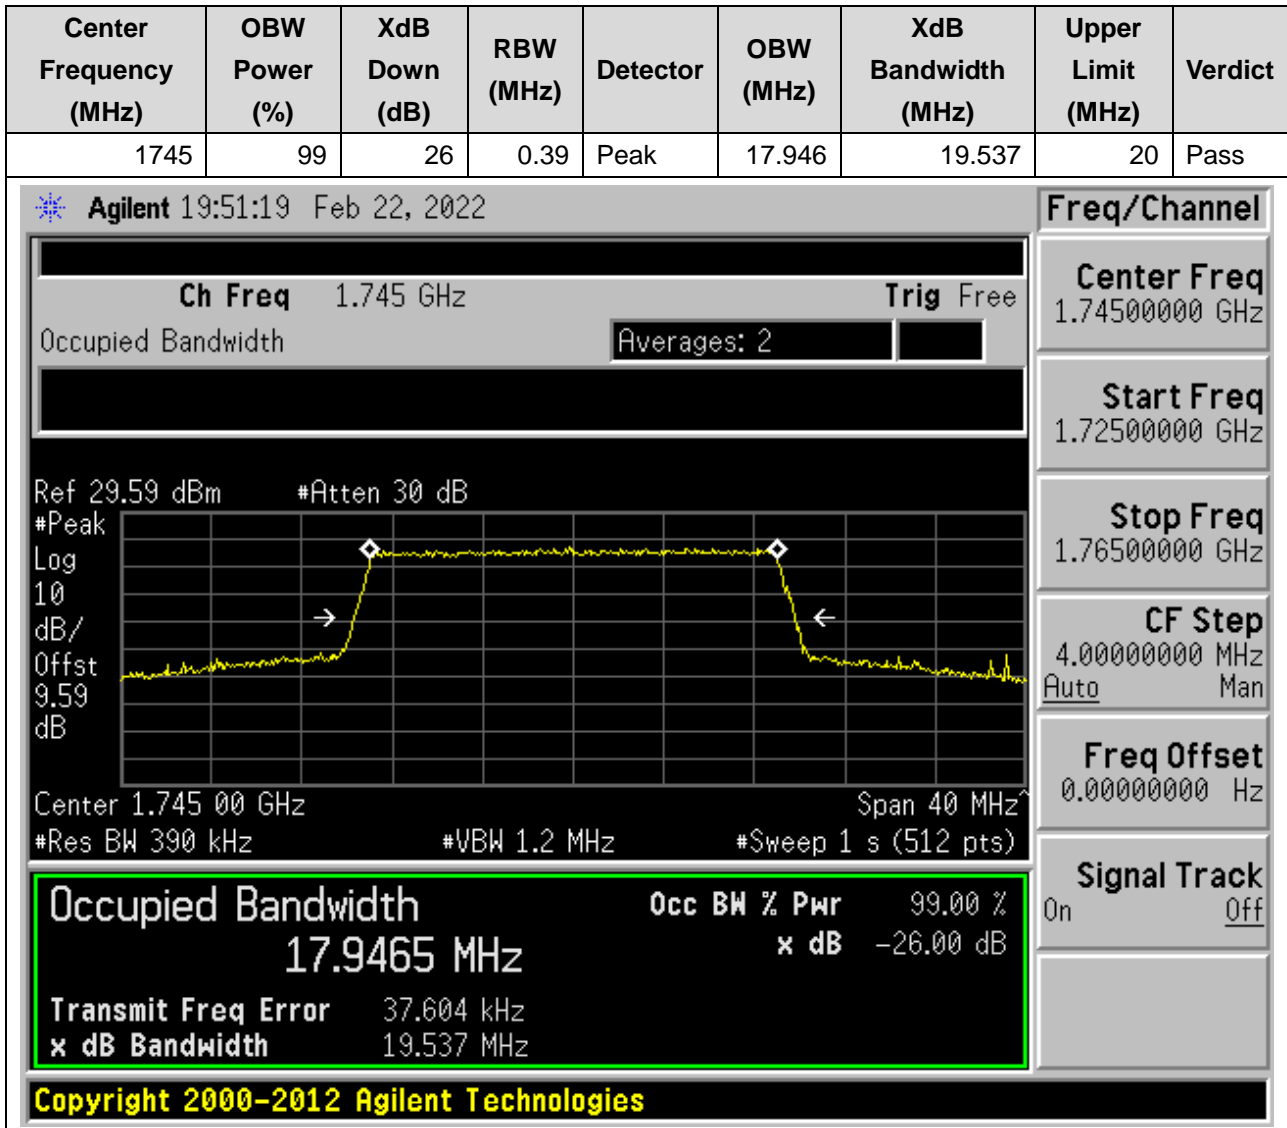 Center Frequency (MHz) OBW Power (%) XdB Down (dB) RBW (MHz) Detector OBW (MHz) XdB Bandwidth (MHz) Upper Limit (MHz) Verdict
1745 99 26 0.39 Peak 17.946 19.537 20 Pass
Agilent 19:51:19 Feb 22, 2022
Freq/Channel
Ch Freq 1.745 GHz Trig Free
Occupied Bandwidth Averages: 2
Center Freq
1.74500000 GHz
Start Freq
1.72500000 GHz
Stop Freq
1.76500000 GHz
CF Step
4.00000000 MHz
Auto Man
Freq Offset
0.00000000 Hz
Signal Track
On Off
Ref 29.59 dBm #Atten 30 dB
#Peak
Log
10
dB/
Offst
9.59
dB
Center 1.745 00 GHz Span 40 MHz^
#Res BW 390 kHz #VBW 1.2 MHz #Sweep 1 s (512 pts)
Occupied Bandwidth Occ BW % Pwr 99.00 %
17.9465 MHz x dB -26.00 dB
Transmit Freq Error 37.604 kHz
x dB Bandwidth 19.537 MHz
Copyright 2000-2012 Agilent Technologies